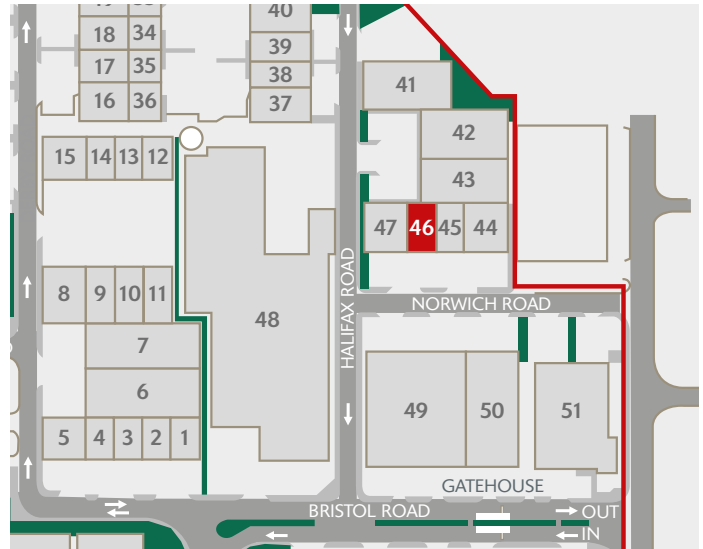 19 33 40
18 34 39
17 35 38
16 36 37
41
42
15 14 13 12
43
47 46 45 44
8 9 10 11
48
HALIFAX ROAD
NORWICH ROAD
7
6
49 50 51
5 4 3 2 1
GATEHOUSE
BRISTOL ROAD
OUT
IN